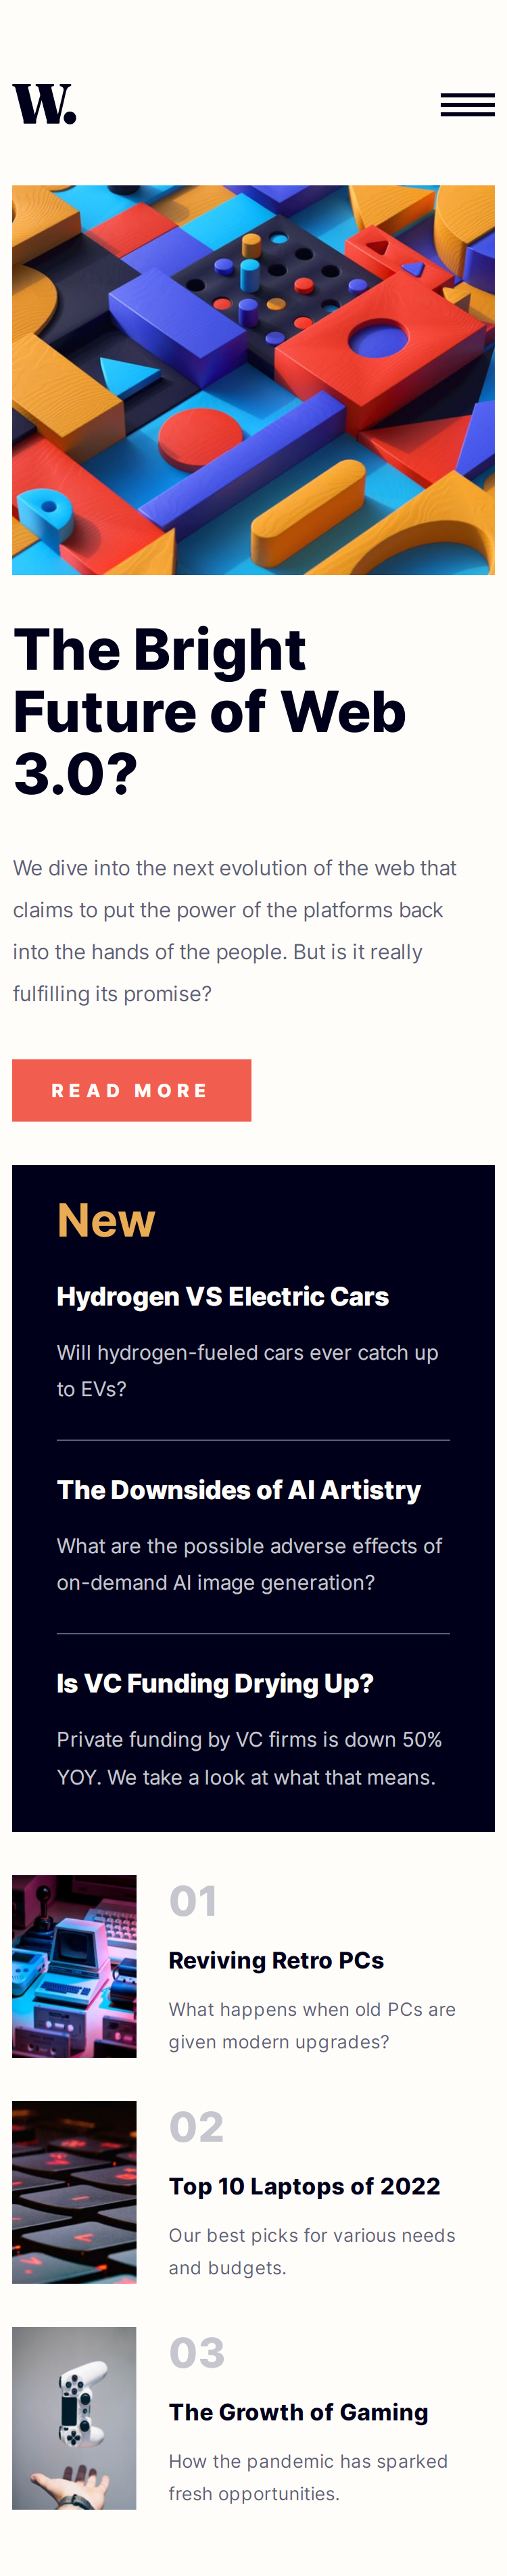 W.
The Bright
Future of Web
3.0?
We dive into the next evolution of the web that
claims to put the power of the platforms back
into the hands of the people. But is it really
fulfilling its promise?
READ MORE
New
Hydrogen VS Electric Cars
Will hydrogen-fueled cars ever catch up
to EVs?
The Downsides of AI Artistry
What are the possible adverse effects of
on-demand AI image generation?
Is VC Funding Drying Up?
Private funding by VC firms is down 50%
YOY. We take a look at what that means.
01
Reviving Retro PCs
What happens when old PCs are
given modern upgrades?
02
Top 10 Laptops of 2022
Our best picks for various needs
and budgets.
03
The Growth of Gaming
How the pandemic has sparked
fresh opportunities.